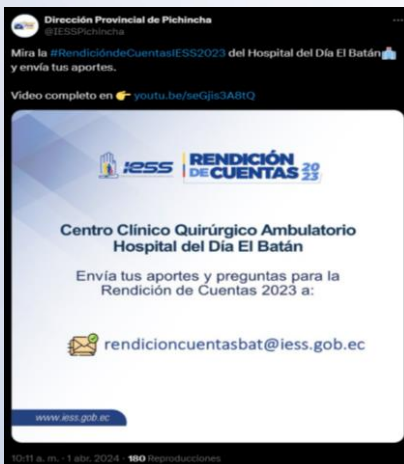 Dirección Provincial de Pichincha
@IESSPichincha
Mira la #RendicióndeCuentasIESS2023 del Hospital del Día El Batán
y envía tus aportes.
Video completo en youtu.be/seGjis3A8tQ
iess RENDICIÓN
DE CUENTAS 2023
Centro Clínico Quirúrgico Ambulatorio
Hospital del Día El Batán
Envía tus aportes y preguntas para la
Rendición de Cuentas 2023 a:
rendicioncuentasbat@iess.gob.ec
www.iess.gob.ec
10:11 a. m. · 1 abr. 2024 · 180 Reproducciones